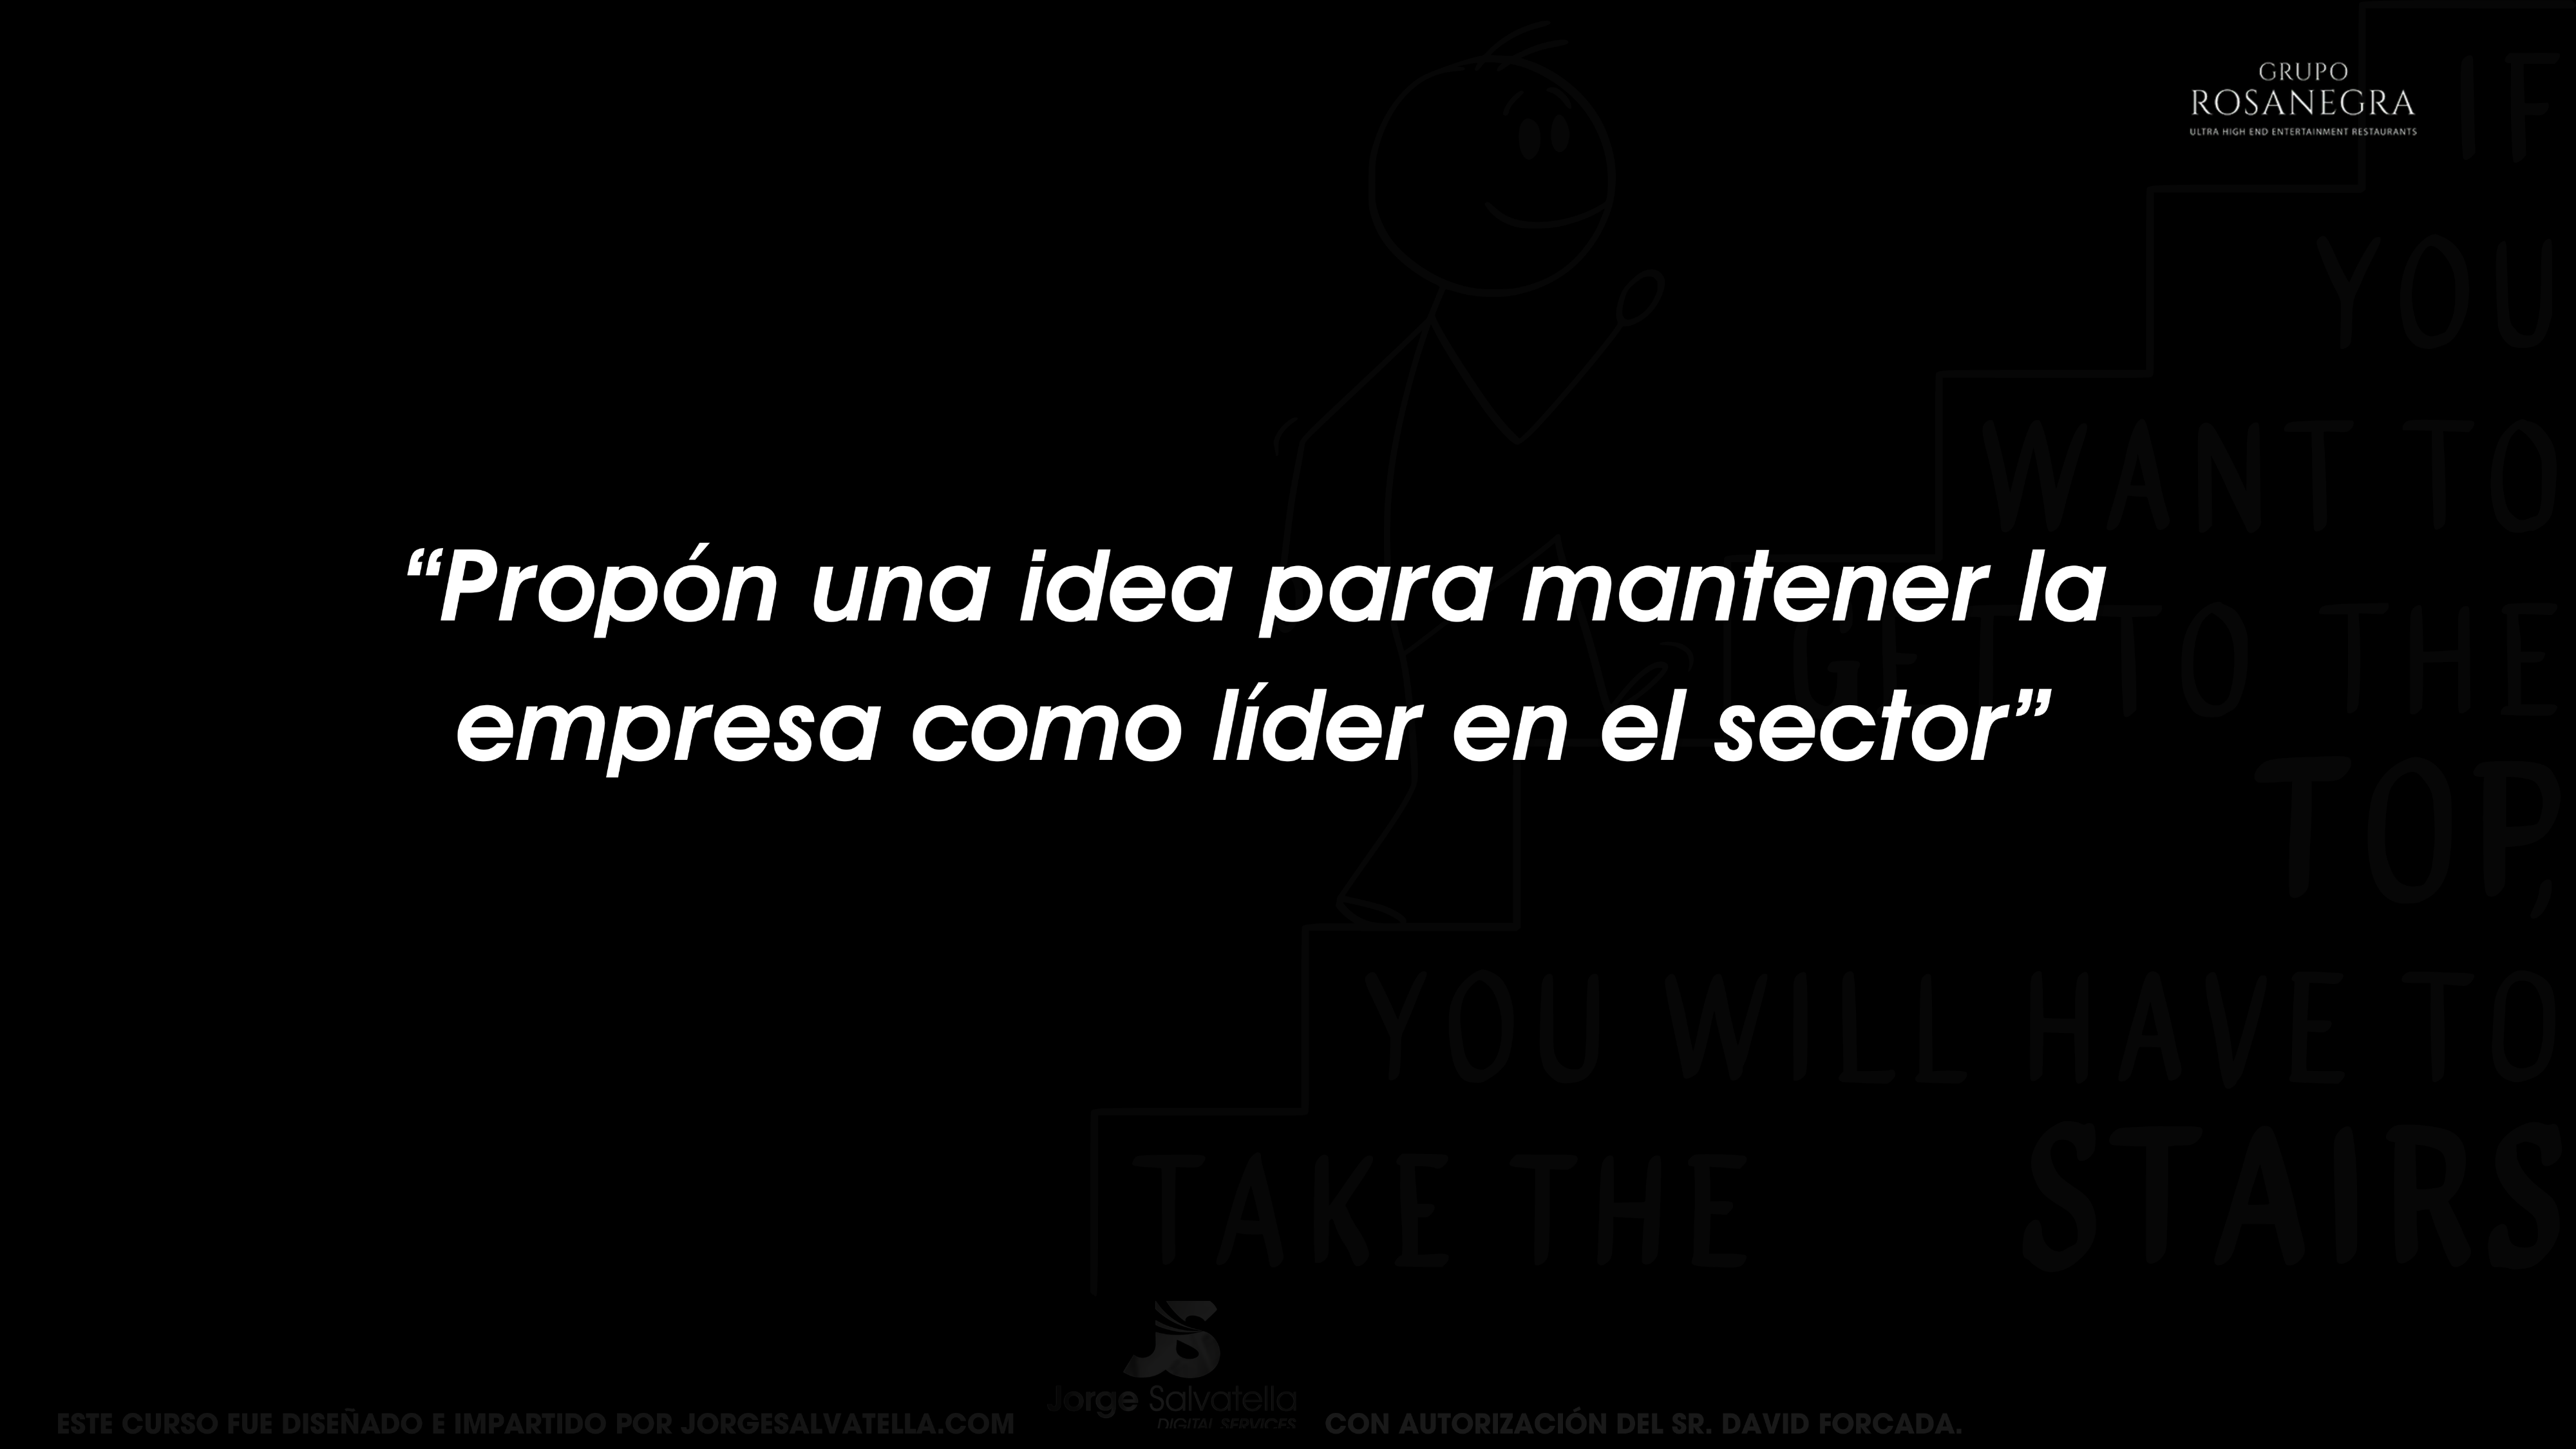 GRUPO
ROSANEGRA
ULTRA HIGH END ENTERTAINMENT RESTAURANTS
IF
YOU
WANT TO
“Propón una idea para mantener la
GET TO THE
empresa como líder en el sector”
TOP,
YOU WILL HAVE TO
TAKE THE STAIRS
JS
Jorge Salvatella
DIGITAL SERVICES
ESTE CURSO FUE DISEÑADO E IMPARTIDO POR JORGESALVATELLA.COM
CON AUTORIZACIÓN DEL SR. DAVID FORCADA.